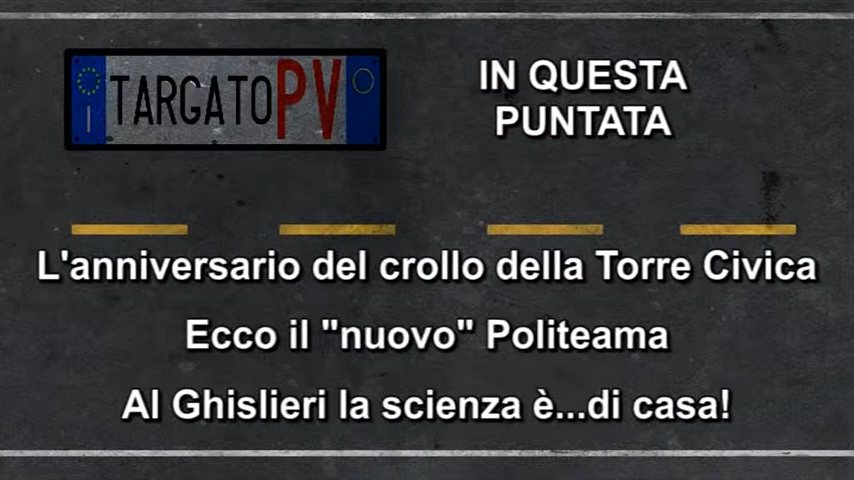 TARGATOPV
I
IN QUESTA
PUNTATA
L'anniversario del crollo della Torre Civica
Ecco il "nuovo" Politeama
Al Ghislieri la scienza è...di casa!